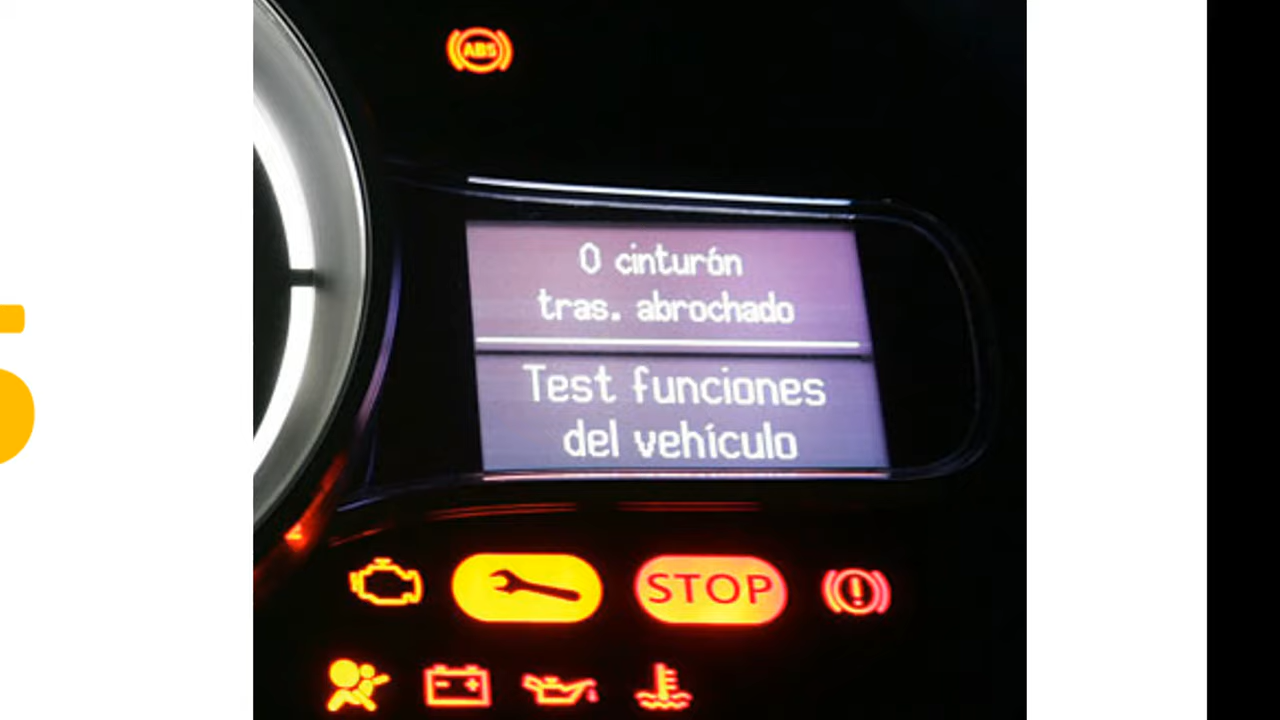 ABS
0 cinturón
tras. abrochado
Test funciones
del vehículo
STOP